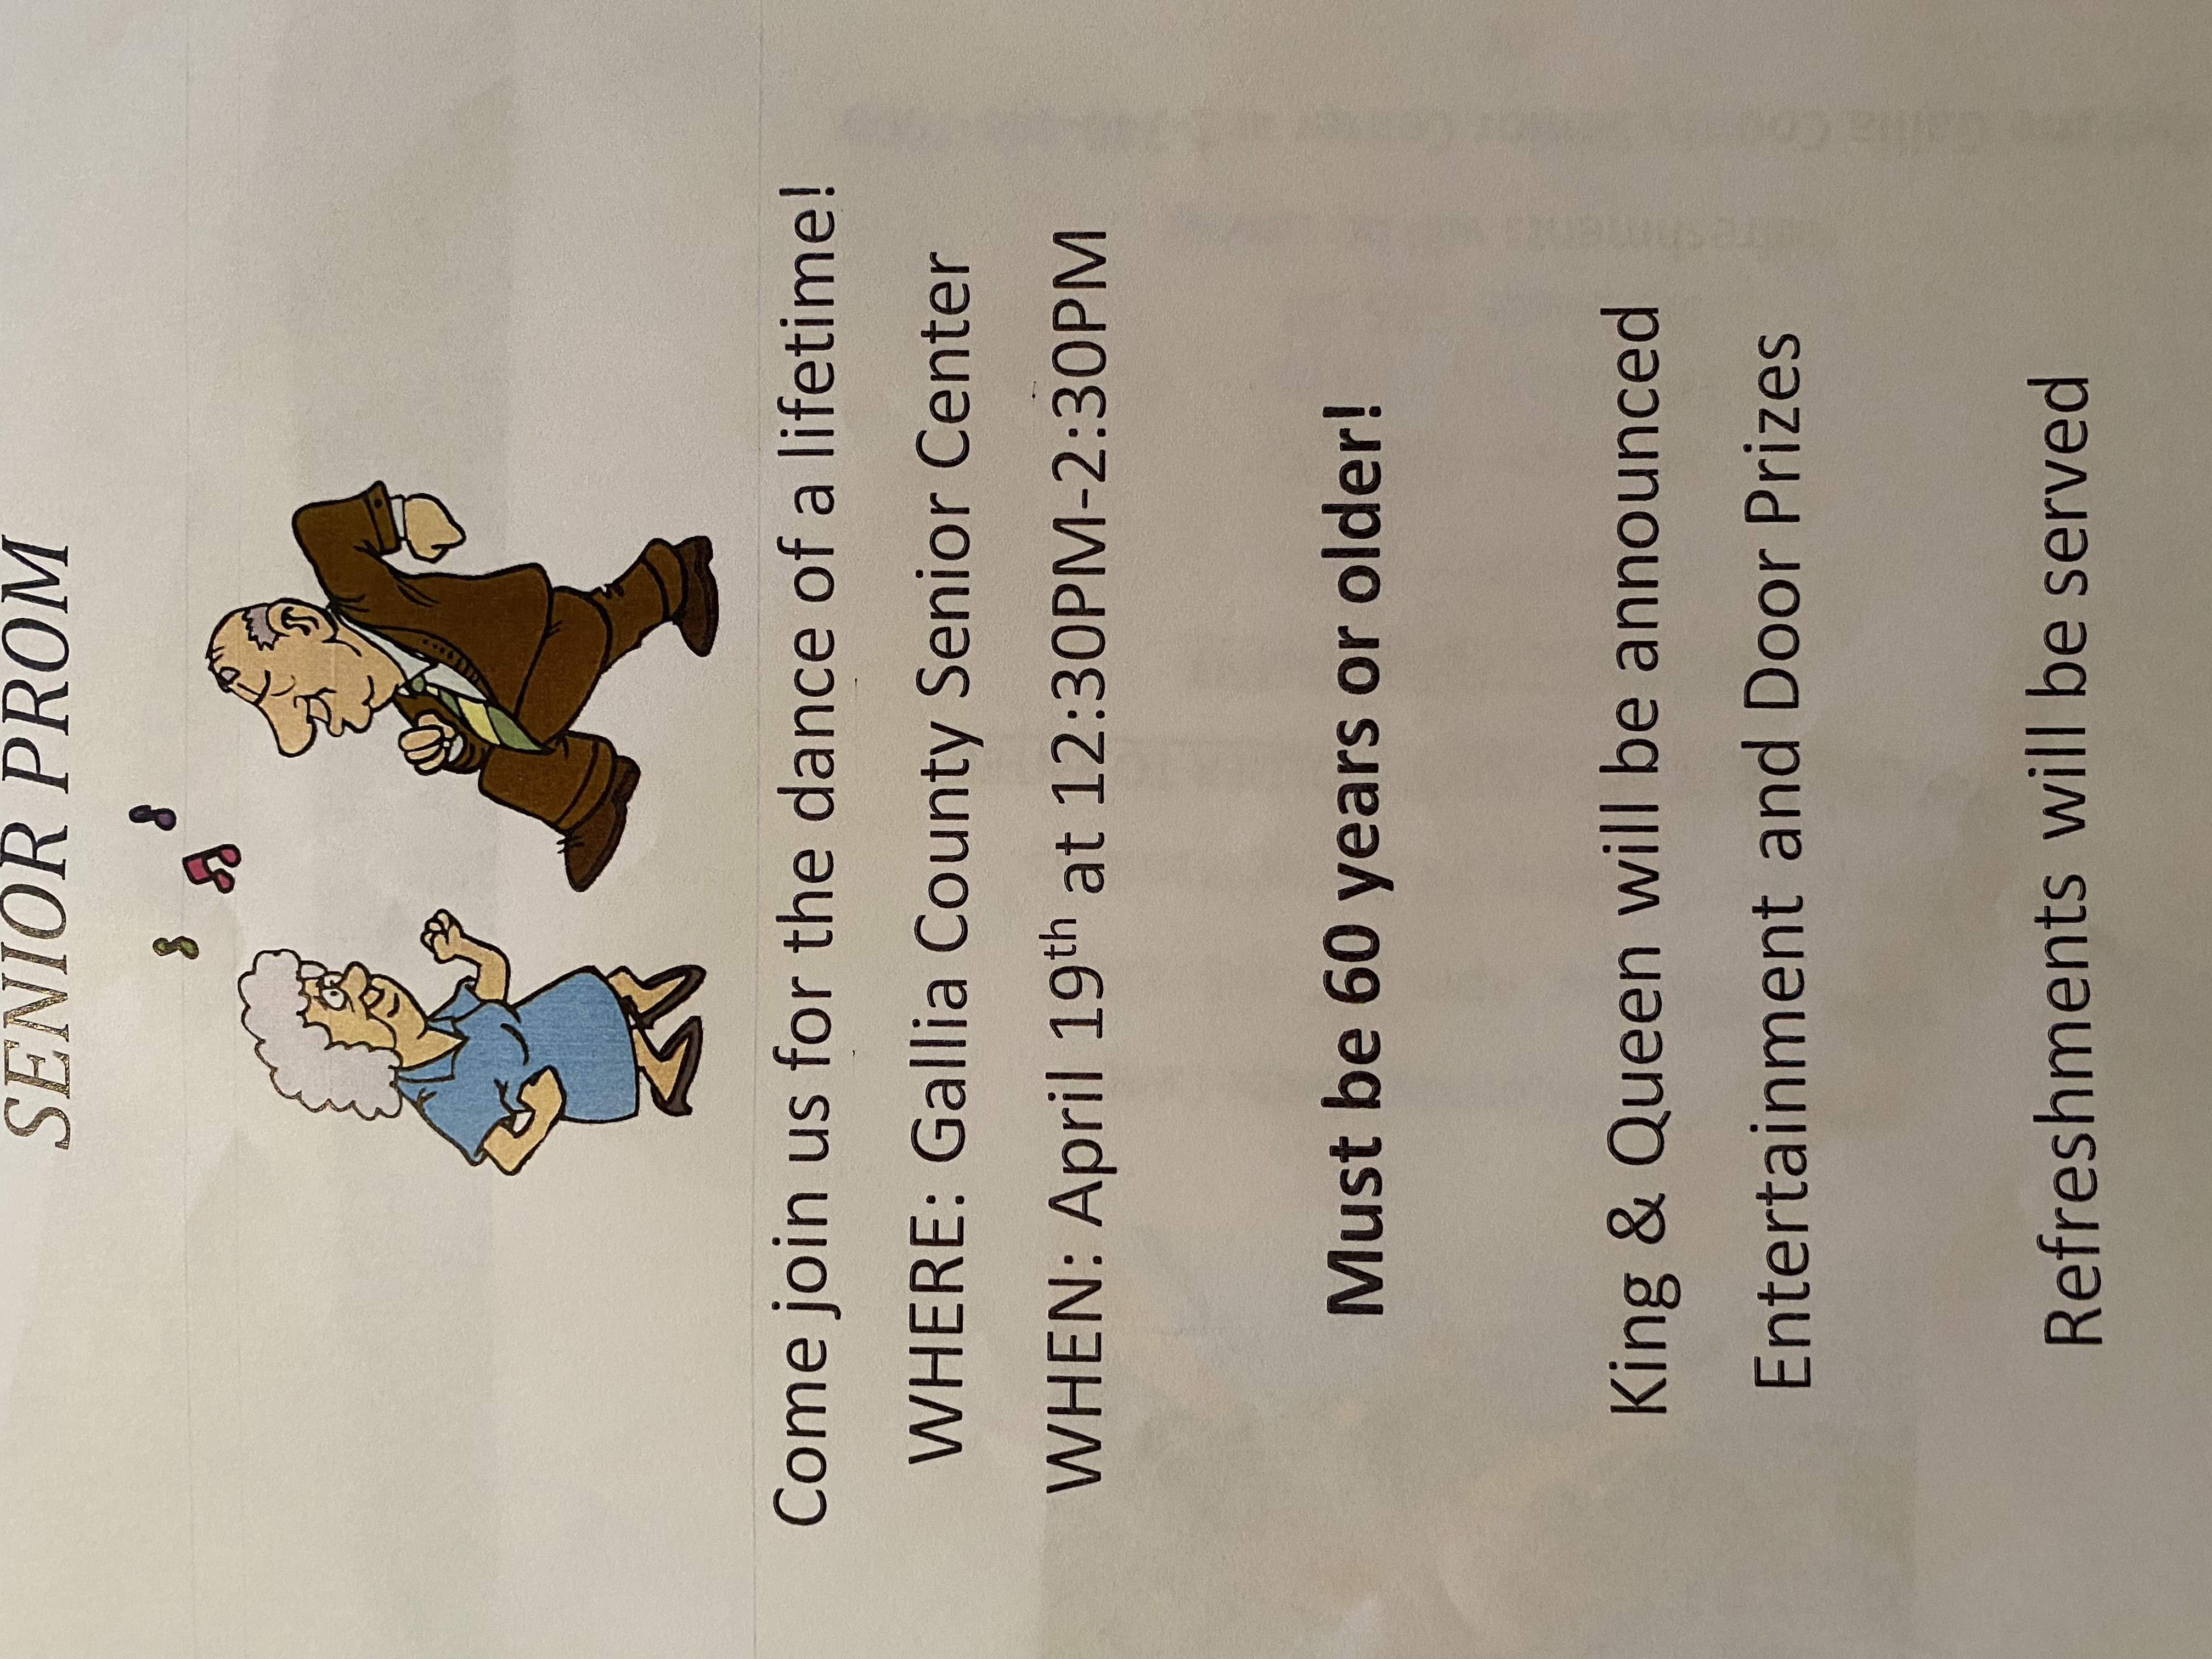 SENIOR PROM
Come join us for the dance of a lifetime!
WHERE: Gallia County Senior Center
WHEN: April 19th at 12:30PM-2:30PM
Must be 60 years or older!
King & Queen will be announced
Entertainment and Door Prizes
Refreshments will be served